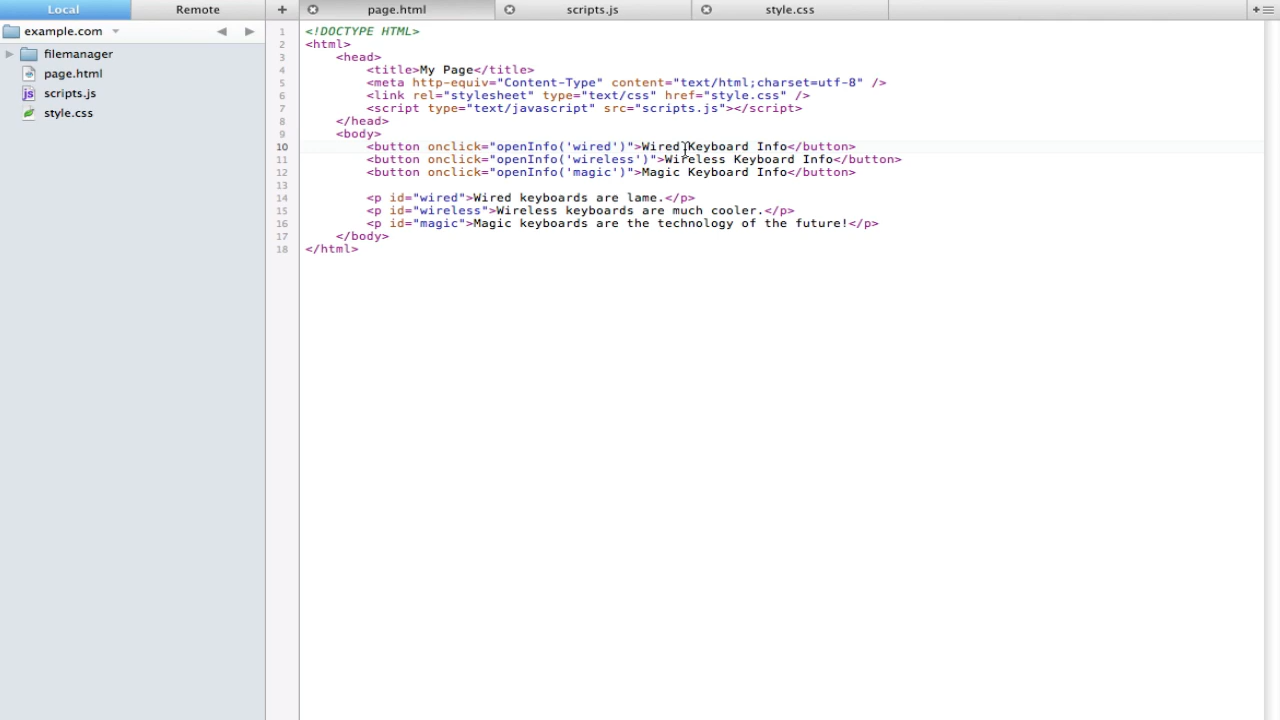 Local Remote + page.html scripts.js style.css +
example.com
filemanager
page.html
scripts.js
style.css
1 <!DOCTYPE HTML>
2 <html>
3 <head>
4 <title>My Page</title>
5 <meta http-equiv="Content-Type" content="text/html;charset=utf-8" />
6 <link rel="stylesheet" type="text/css" href="style.css" />
7 <script type="text/javascript" src="scripts.js"></script>
8 </head>
9 <body>
10 <button onclick="openInfo('wired')">Wired Keyboard Info</button>
11 <button onclick="openInfo('wireless')">Wireless Keyboard Info</button>
12 <button onclick="openInfo('magic')">Magic Keyboard Info</button>
13
14 <p id="wired">Wired keyboards are lame.</p>
15 <p id="wireless">Wireless keyboards are much cooler.</p>
16 <p id="magic">Magic keyboards are the technology of the future!</p>
17 </body>
18 </html>